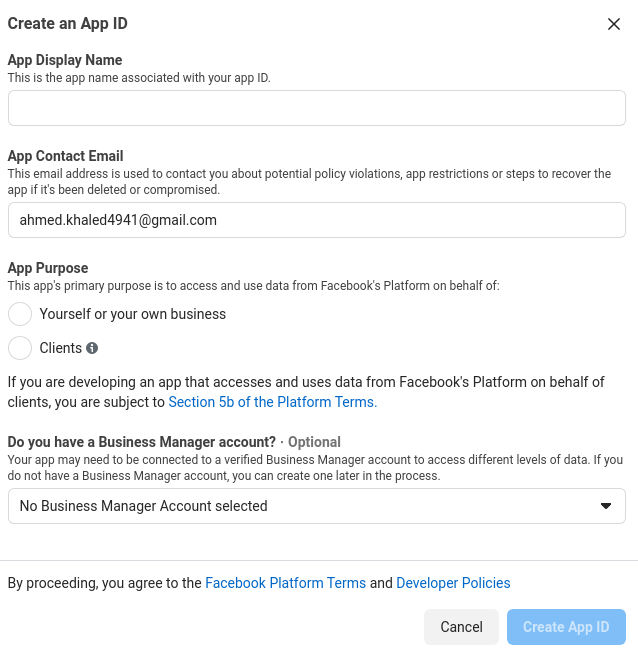 Create an App ID
App Display Name
This is the app name associated with your app ID.
App Contact Email
This email address is used to contact you about potential policy violations, app restrictions or steps to recover the
app if it's been deleted or compromised.
ahmed.khaled4941@gmail.com
App Purpose
This app's primary purpose is to access and use data from Facebook's Platform on behalf of:
Yourself or your own business
Clients
If you are developing an app that accesses and uses data from Facebook's Platform on behalf of
clients, you are subject to Section 5b of the Platform Terms.
Do you have a Business Manager account? · Optional
Your app may need to be connected to a verified Business Manager account to access different levels of data. If you
do not have a Business Manager account, you can create one later in the process.
No Business Manager Account selected
By proceeding, you agree to the Facebook Platform Terms and Developer Policies
Cancel
Create App ID